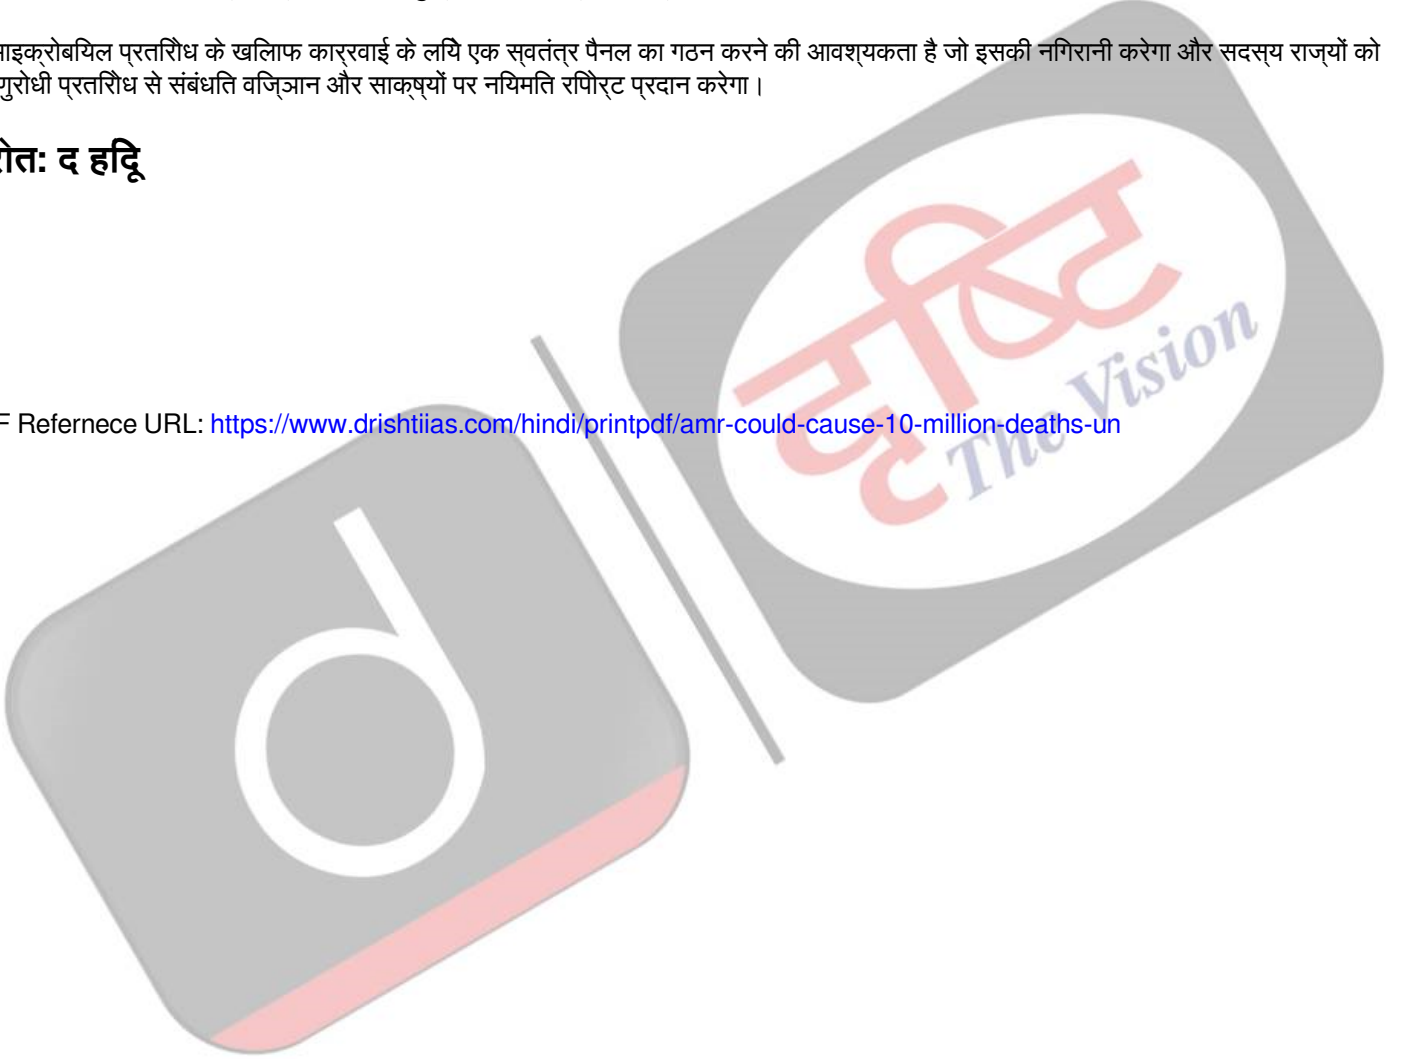 माइक्रोबियल प्रतिरोध के खिलाफ कार्रवाई के लिये एक स्वतंत्र पैनल का गठन करने की आवश्यकता है जो इसकी निगरानी करेगा और सदस्य राज्यों को
णुरोधी प्रतिरोध से संबंधित विज्ञान और साक्ष्यों पर नियमित रिपोर्ट प्रदान करेगा।
रोत: द हिंदू
F Refernece URL: https://www.drishtiias.com/hindi/printpdf/amr-could-cause-10-million-deaths-un
दृष्टि
The Vision
d